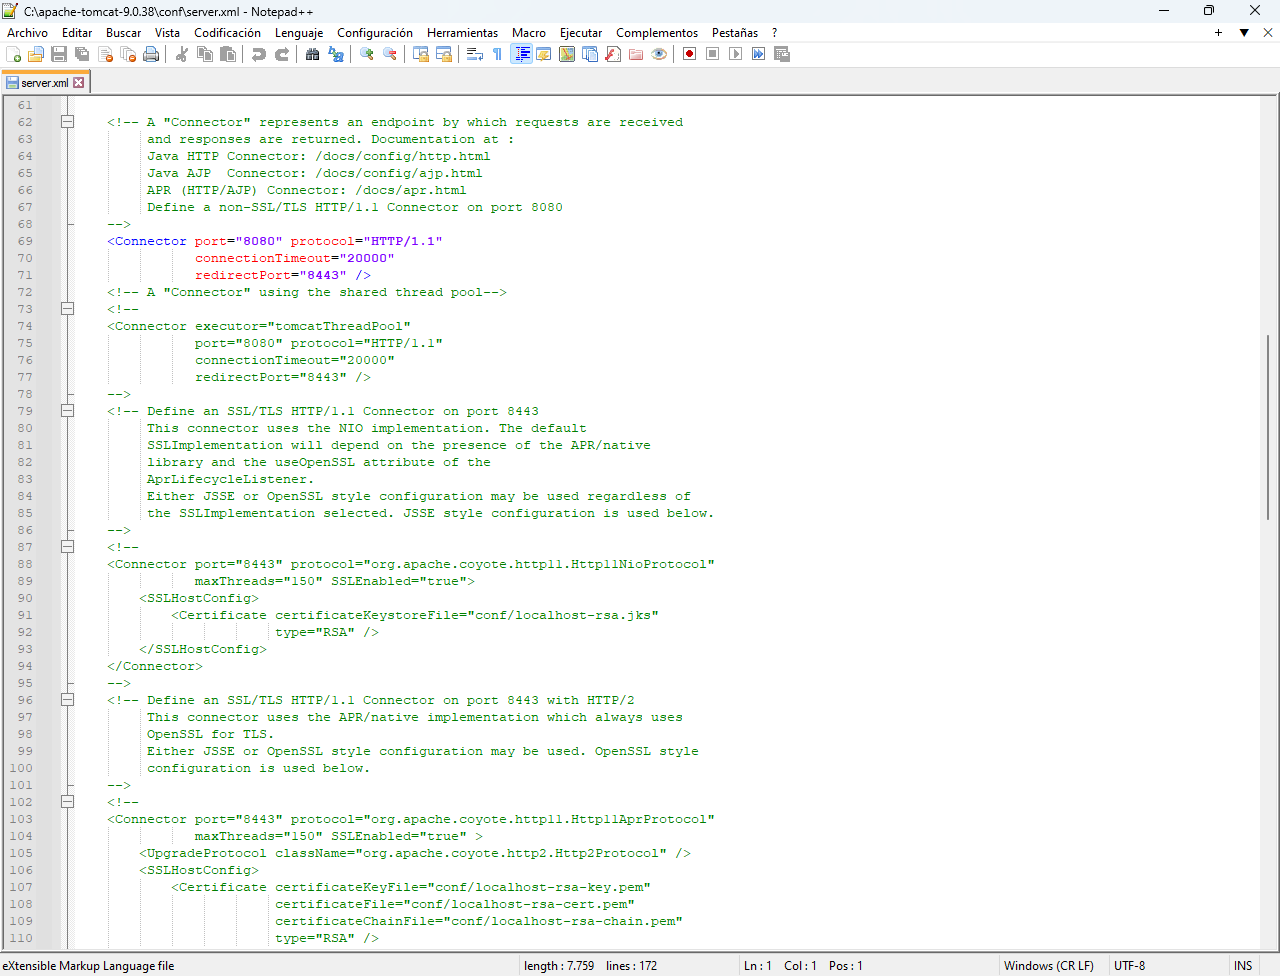 C:\apache-tomcat-9.0.38\conf\server.xml - Notepad++
Archivo Editar Buscar Vista Codificación Lenguaje Configuración Herramientas Macro Ejecutar Complementos Pestañas ? + ▼ ✕
server.xml
61
62 <!-- A "Connector" represents an endpoint by which requests are received
63 and responses are returned. Documentation at :
64 Java HTTP Connector: /docs/config/http.html
65 Java AJP  Connector: /docs/config/ajp.html
66 APR (HTTP/AJP) Connector: /docs/apr.html
67 Define a non-SSL/TLS HTTP/1.1 Connector on port 8080
68 -->
69 <Connector port="8080" protocol="HTTP/1.1"
70 connectionTimeout="20000"
71 redirectPort="8443" />
72 <!-- A "Connector" using the shared thread pool-->
73 <!--
74 <Connector executor="tomcatThreadPool"
75 port="8080" protocol="HTTP/1.1"
76 connectionTimeout="20000"
77 redirectPort="8443" />
78 -->
79 <!-- Define an SSL/TLS HTTP/1.1 Connector on port 8443
80 This connector uses the NIO implementation. The default
81 SSLImplementation will depend on the presence of the APR/native
82 library and the useOpenSSL attribute of the
83 AprLifecycleListener.
84 Either JSSE or OpenSSL style configuration may be used regardless of
85 the SSLImplementation selected. JSSE style configuration is used below.
86 -->
87 <!--
88 <Connector port="8443" protocol="org.apache.coyote.http11.Http11NioProtocol"
89 maxThreads="150" SSLEnabled="true">
90 <SSLHostConfig>
91 <Certificate certificateKeystoreFile="conf/localhost-rsa.jks"
92 type="RSA" />
93 </SSLHostConfig>
94 </Connector>
95 -->
96 <!-- Define an SSL/TLS HTTP/1.1 Connector on port 8443 with HTTP/2
97 This connector uses the APR/native implementation which always uses
98 OpenSSL for TLS.
99 Either JSSE or OpenSSL style configuration may be used. OpenSSL style
100 configuration is used below.
101 -->
102 <!--
103 <Connector port="8443" protocol="org.apache.coyote.http11.Http11AprProtocol"
104 maxThreads="150" SSLEnabled="true" >
105 <UpgradeProtocol className="org.apache.coyote.http2.Http2Protocol" />
106 <SSLHostConfig>
107 <Certificate certificateKeyFile="conf/localhost-rsa-key.pem"
108 certificateFile="conf/localhost-rsa-cert.pem"
109 certificateChainFile="conf/localhost-rsa-chain.pem"
110 type="RSA" />
eXtensible Markup Language file length : 7.759 lines : 172 Ln : 1 Col : 1 Pos : 1 Windows (CR LF) UTF-8 INS